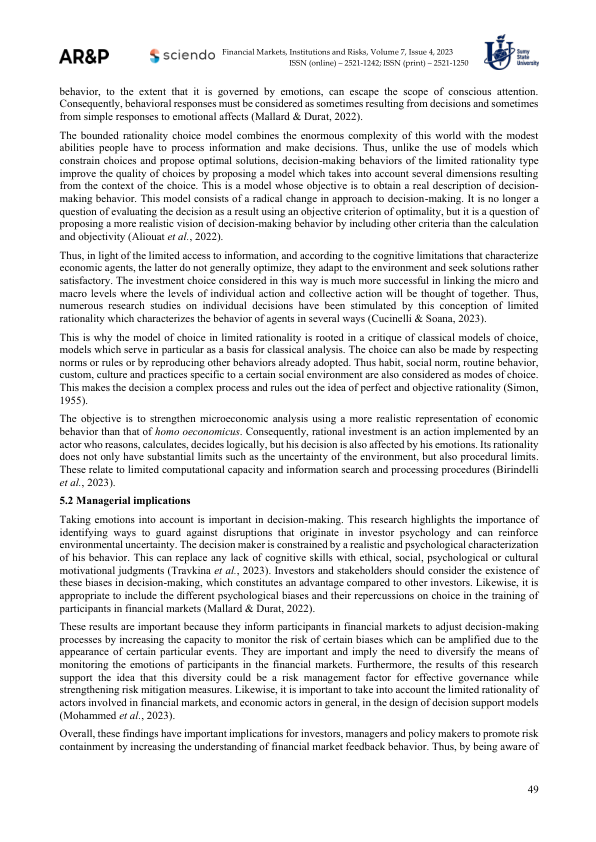 AR&P
sciendo
Financial Markets, Institutions and Risks, Volume 7, Issue 4, 2023
ISSN (online) – 2521-1242; ISSN (print) – 2521-1250
Sumy
State
University
behavior, to the extent that it is governed by emotions, can escape the scope of conscious attention.
Consequently, behavioral responses must be considered as sometimes resulting from decisions and sometimes
from simple responses to emotional affects (Mallard & Durat, 2022).
The bounded rationality choice model combines the enormous complexity of this world with the modest
abilities people have to process information and make decisions. Thus, unlike the use of models which
constrain choices and propose optimal solutions, decision-making behaviors of the limited rationality type
improve the quality of choices by proposing a model which takes into account several dimensions resulting
from the context of the choice. This is a model whose objective is to obtain a real description of decision-
making behavior. This model consists of a radical change in approach to decision-making. It is no longer a
question of evaluating the decision as a result using an objective criterion of optimality, but it is a question of
proposing a more realistic vision of decision-making behavior by including other criteria than the calculation
and objectivity (Aliouat et al., 2022).
Thus, in light of the limited access to information, and according to the cognitive limitations that characterize
economic agents, the latter do not generally optimize, they adapt to the environment and seek solutions rather
satisfactory. The investment choice considered in this way is much more successful in linking the micro and
macro levels where the levels of individual action and collective action will be thought of together. Thus,
numerous research studies on individual decisions have been stimulated by this conception of limited
rationality which characterizes the behavior of agents in several ways (Cucinelli & Soana, 2023).
This is why the model of choice in limited rationality is rooted in a critique of classical models of choice,
models which serve in particular as a basis for classical analysis. The choice can also be made by respecting
norms or rules or by reproducing other behaviors already adopted. Thus habit, social norm, routine behavior,
custom, culture and practices specific to a certain social environment are also considered as modes of choice.
This makes the decision a complex process and rules out the idea of perfect and objective rationality (Simon,
1955).
The objective is to strengthen microeconomic analysis using a more realistic representation of economic
behavior than that of homo oeconomicus. Consequently, rational investment is an action implemented by an
actor who reasons, calculates, decides logically, but his decision is also affected by his emotions. Its rationality
does not only have substantial limits such as the uncertainty of the environment, but also procedural limits.
These relate to limited computational capacity and information search and processing procedures (Birindelli
et al., 2023).
5.2 Managerial implications
Taking emotions into account is important in decision-making. This research highlights the importance of
identifying ways to guard against disruptions that originate in investor psychology and can reinforce
environmental uncertainty. The decision maker is constrained by a realistic and psychological characterization
of his behavior. This can replace any lack of cognitive skills with ethical, social, psychological or cultural
motivational judgments (Travkina et al., 2023). Investors and stakeholders should consider the existence of
these biases in decision-making, which constitutes an advantage compared to other investors. Likewise, it is
appropriate to include the different psychological biases and their repercussions on choice in the training of
participants in financial markets (Mallard & Durat, 2022).
These results are important because they inform participants in financial markets to adjust decision-making
processes by increasing the capacity to monitor the risk of certain biases which can be amplified due to the
appearance of certain particular events. They are important and imply the need to diversify the means of
monitoring the emotions of participants in the financial markets. Furthermore, the results of this research
support the idea that this diversity could be a risk management factor for effective governance while
strengthening risk mitigation measures. Likewise, it is important to take into account the limited rationality of
actors involved in financial markets, and economic actors in general, in the design of decision support models
(Mohammed et al., 2023).
Overall, these findings have important implications for investors, managers and policy makers to promote risk
containment by increasing the understanding of financial market feedback behavior. Thus, by being aware of
49